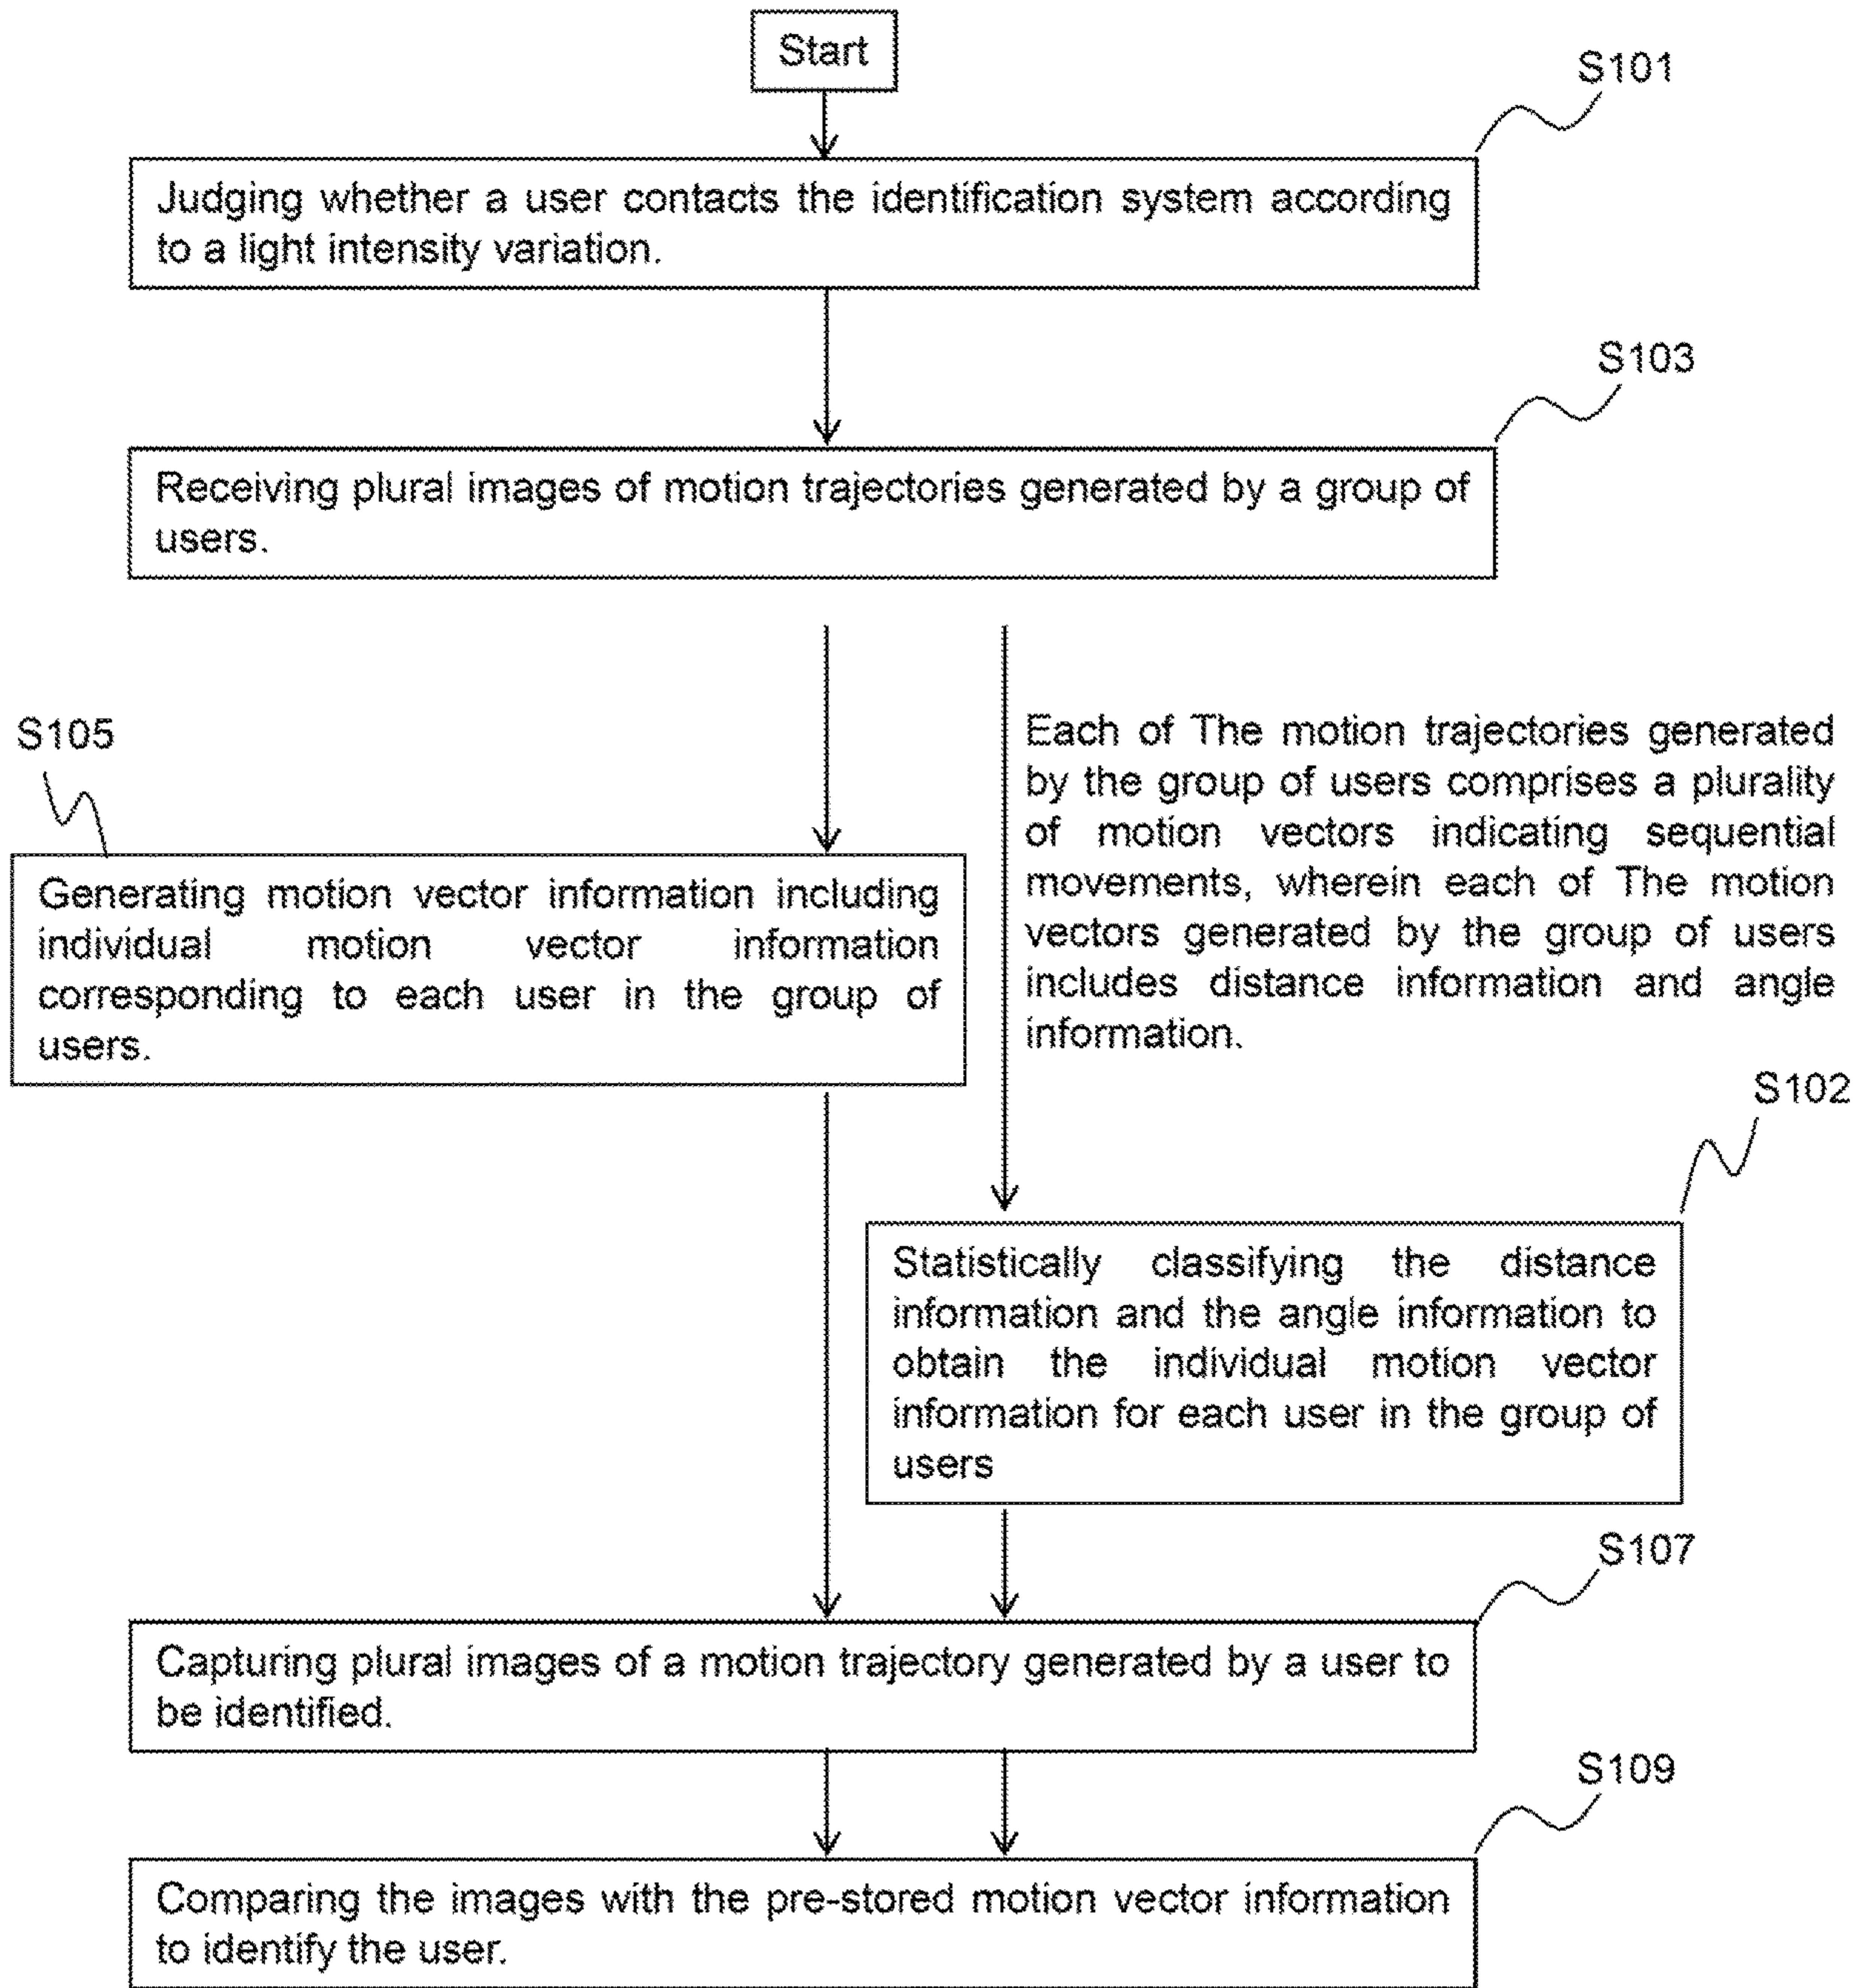 Start
S101
Judging whether a user contacts the identification system according
to a light intensity variation.
S103
Receiving plural images of motion trajectories generated by a group of
users.
S105
Generating motion vector information including
individual motion vector information
corresponding to each user in the group of
users.
Each of The motion trajectories generated
by the group of users comprises a plurality
of motion vectors indicating sequential
movements, wherein each of The motion
vectors generated by the group of users
includes distance information and angle
information.
S102
Statistically classifying the distance
information and the angle information to
obtain the individual motion vector
information for each user in the group of
users
S107
Capturing plural images of a motion trajectory generated by a user to
be identified.
S109
Comparing the images with the pre-stored motion vector information
to identify the user.